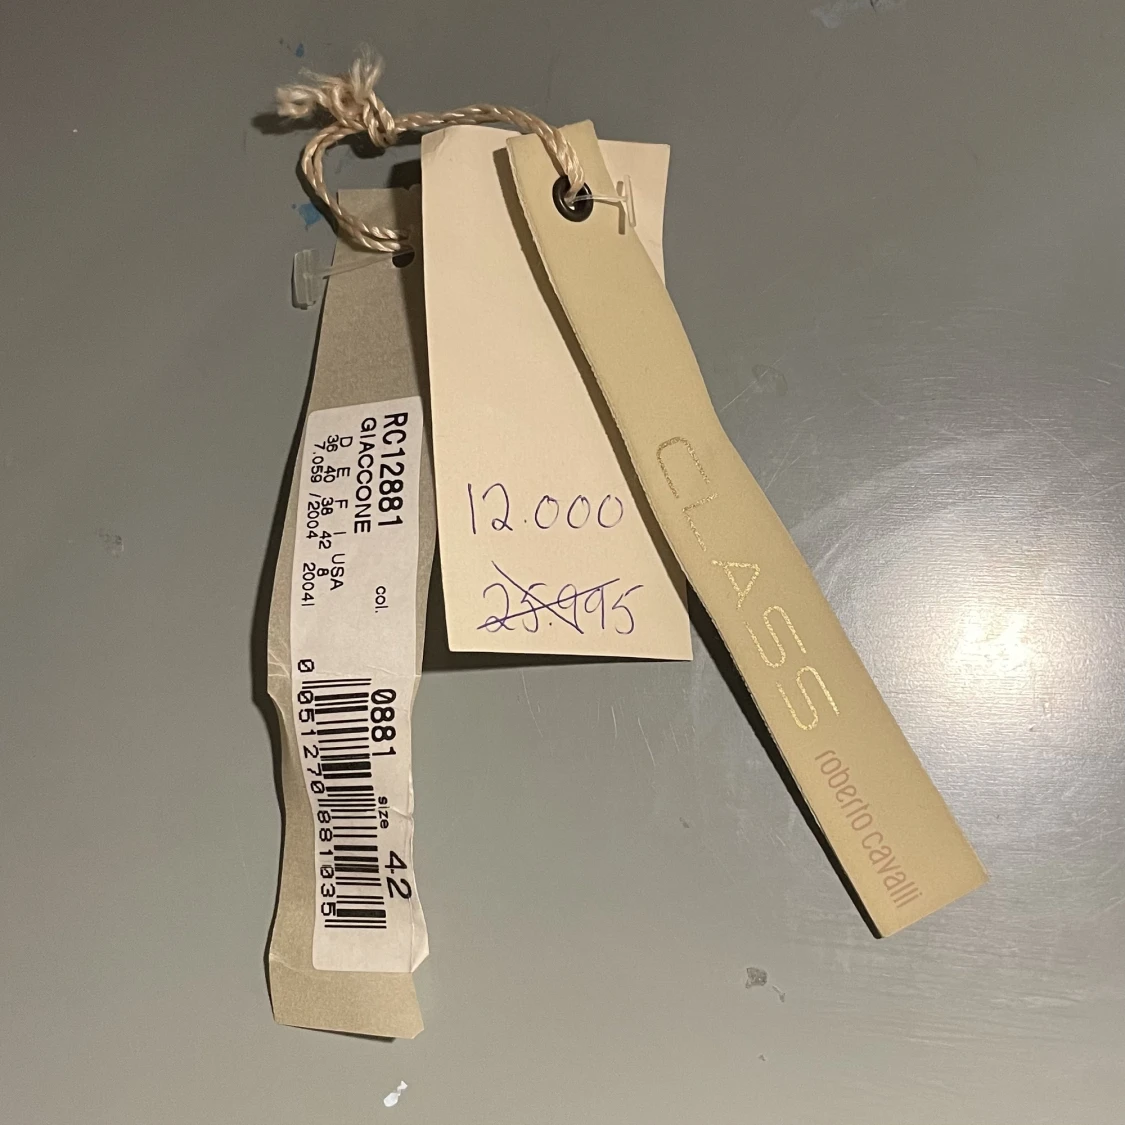 RC12881
GIACCONE
D E F I USA
36 40 38 42 8
7.059 /2004 2004I
col. 0881
size 42
0 051270 881035
12.000
25.995
CLASS
roberto cavalli